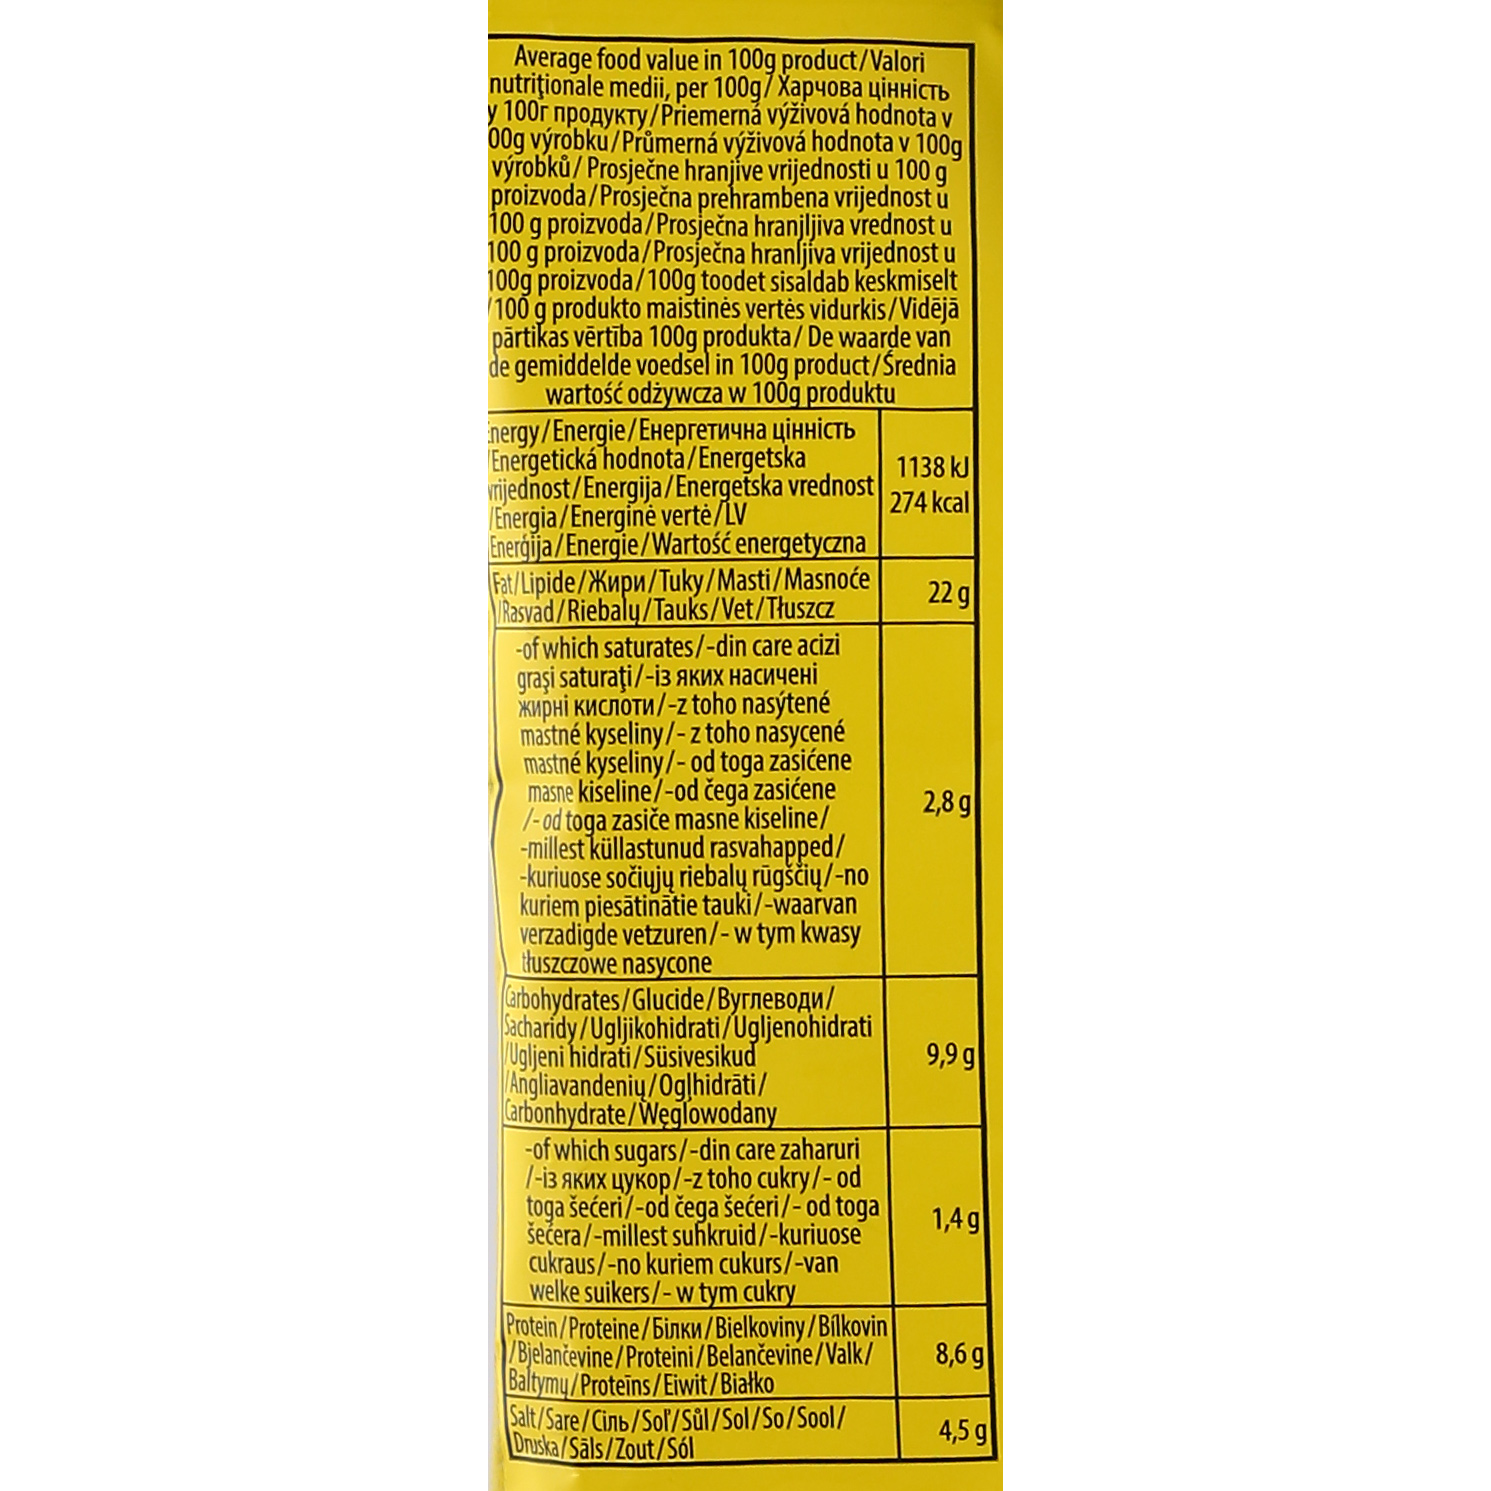 Average food value in 100g product/Valori
nutriţionale medii, per 100g/Харчова цінність
у 100г продукту/Priemerná výživová hodnota v
00g výrobku/Průmerná výživová hodnota v 100g
výrobků/ Prosječne hranjive vrijednosti u 100 g
proizvoda/Prosječna prehrambena vrijednost u
100 g proizvoda/Prosječna hranjljiva vrednost u
100 g proizvoda/Prosječna hranljiva vrijednost u
100g proizvoda/100g toodet sisaldab keskmiselt
/100 g produkto maistinės vertės vidurkis/Vidējā
pārtikas vērtība 100g produkta/ De waarde van
de gemiddelde voedsel in 100g product/Średnia
wartość odżywcza w 100g produktu
Energy/Energie/Енергетична цінність
/Energetická hodnota/Energetska
vrijednost/Energija/Energetska vrednost
/Energia/Energinė vertė/LV
Enerģija/Energie/Wartość energetyczna
1138 kJ
274 kcal
Fat/Lipide/Жири/Tuky/Masti/Masnoće
/Rasvad/Riebalų/Tauks/Vet/Tłuszcz
22 g
-of which saturates/-din care acizi
graşi saturaţi/-із яких насичені
жирні кислоти/-z toho nasýtené
mastné kyseliny/- z toho nasycené
mastné kyseliny/- od toga zasićene
masne kiseline/-od čega zasićene
/- od toga zasiče masne kiseline/
-millest küllastunud rasvahapped/
-kuriuose sočiųjų riebalų rūgščių/-no
kuriem piesātinātie tauki/-waarvan
verzadigde vetzuren/- w tym kwasy
tłuszczowe nasycone
2,8 g
Carbohydrates/Glucide/Вуглеводи/
Sacharidy/Ugljikohidrati/Ugljenohidrati
/Ugljeni hidrati/Süsivesikud
/Angliavandenių/Ogļhidrāti/
Carbonhydrate/Węglowodany
9,9 g
-of which sugars/-din care zaharuri
/-із яких цукор/-z toho cukry/- od
toga šećeri/-od čega šećeri/- od toga
šećera/-millest suhkruid/-kuriuose
cukraus/-no kuriem cukurs/-van
welke suikers/- w tym cukry
1,4 g
Protein/Proteine/Білки/Bielkoviny/Bílkovin
/Bjelančevine/Proteini/Belančevine/Valk/
Baltymų/Proteīns/Eiwit/Białko
8,6 g
Salt/Sare/Сіль/Soľ/Sůl/Sol/So/Sool/
Druska/Sāls/Zout/Sól
4,5 g